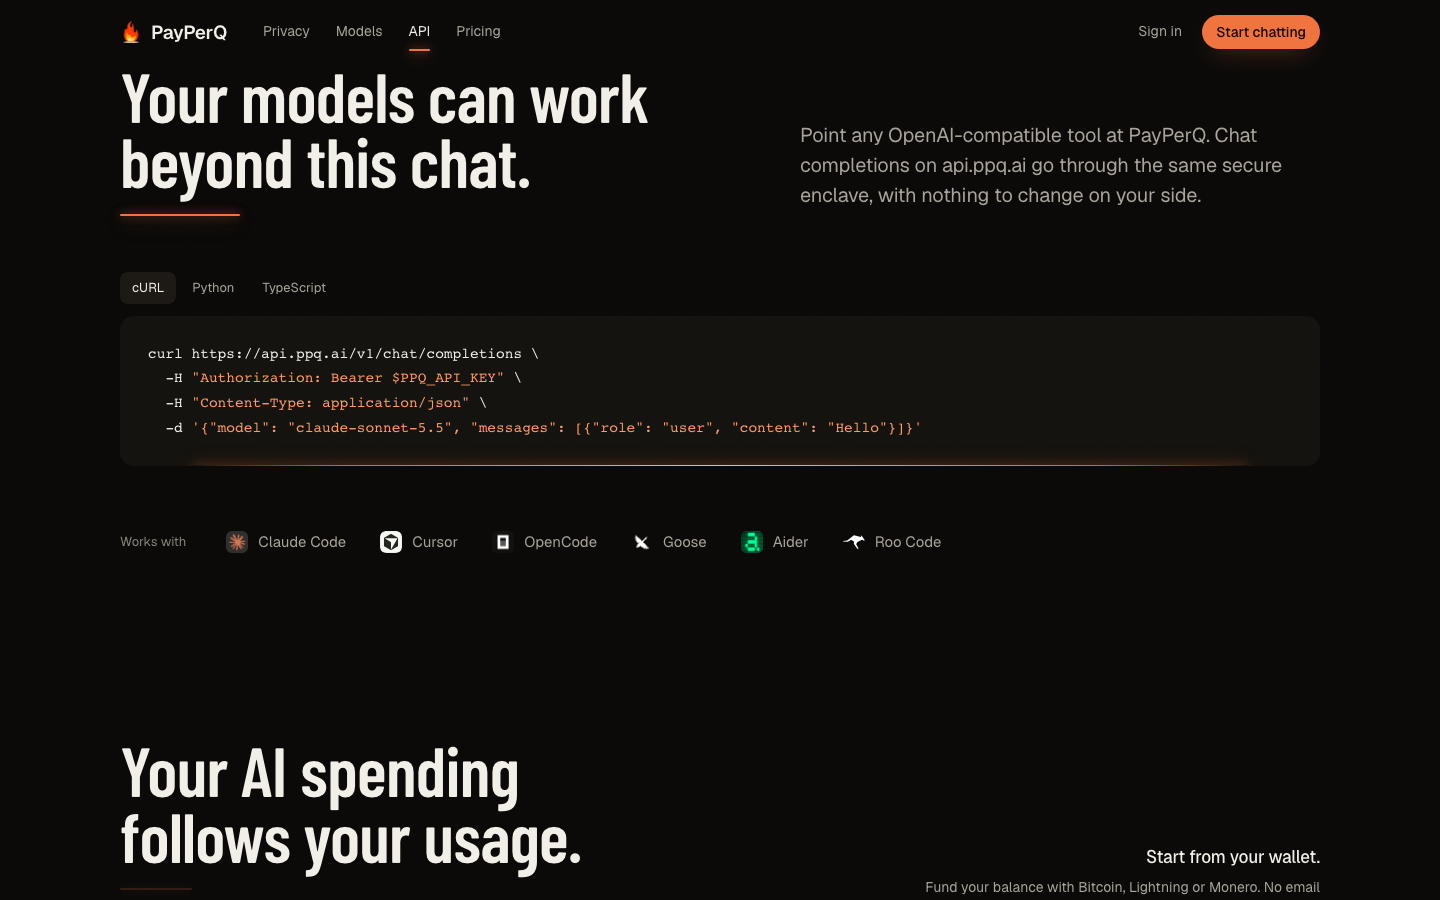 PayPerQ
Privacy
Models
API
Pricing
Sign in
Start chatting
Your models can work
beyond this chat.
Point any OpenAI-compatible tool at PayPerQ. Chat
completions on api.ppq.ai go through the same secure
enclave, with nothing to change on your side.
cURL
Python
TypeScript
curl https://api.ppq.ai/v1/chat/completions \
  -H "Authorization: Bearer $PPQ_API_KEY" \
  -H "Content-Type: application/json" \
  -d '{"model": "claude-sonnet-5.5", "messages": [{"role": "user", "content": "Hello"}]}'
Works with
Claude Code
Cursor
OpenCode
Goose
Aider
Roo Code
Your AI spending
follows your usage.
Start from your wallet.
Fund your balance with Bitcoin, Lightning or Monero. No email